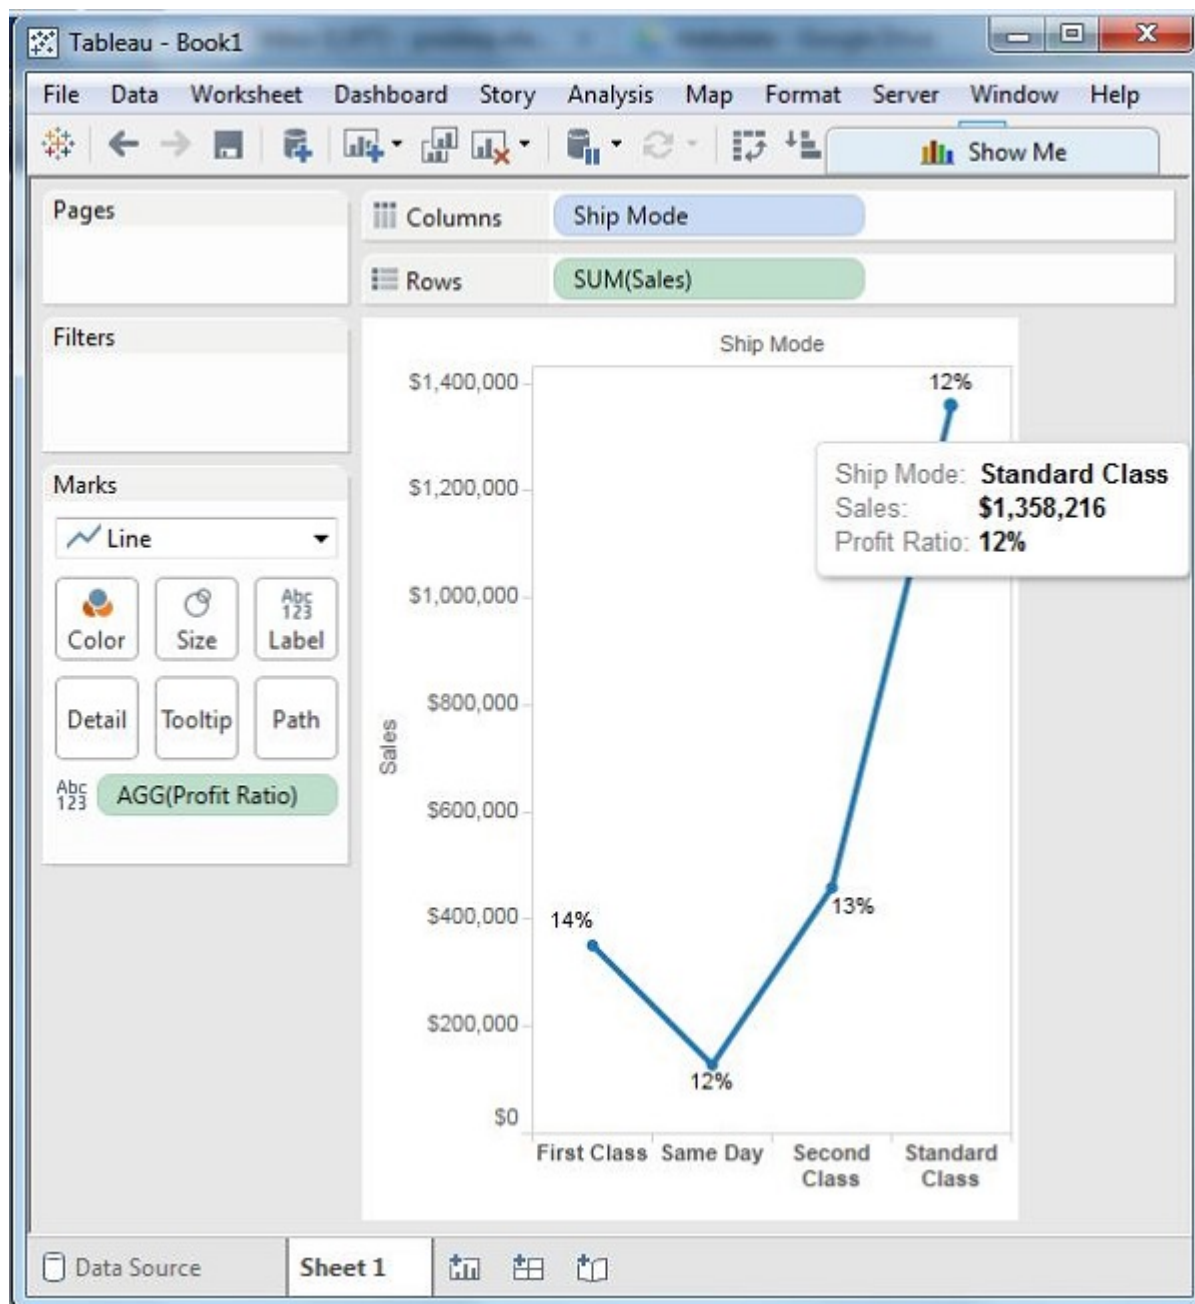 Tableau - Book1
File Data Worksheet Dashboard Story Analysis Map Format Server Window Help
Show Me
Pages
Columns Ship Mode
Rows SUM(Sales)
Filters
Marks
Line
Color Size Abc 123 Label
Detail Tooltip Path
Abc 123 AGG(Profit Ratio)
Ship Mode
$1,400,000
12%
Ship Mode: Standard Class
Sales: $1,358,216
Profit Ratio: 12%
$1,200,000
$1,000,000
$800,000
Sales
$600,000
$400,000
14%
13%
$200,000
12%
$0
First Class Same Day Second Class Standard Class
Data Source Sheet 1